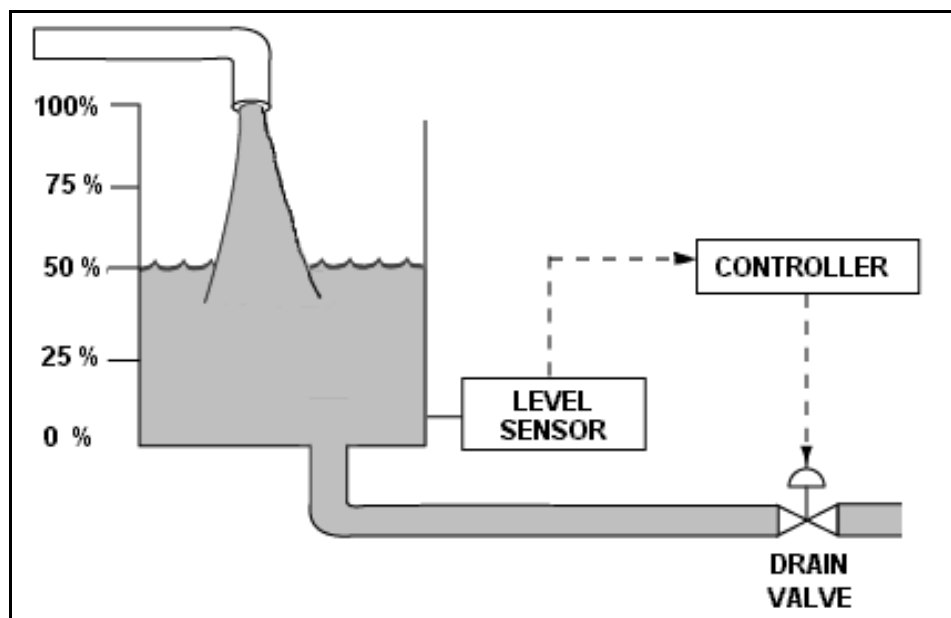 100%
75 %
50 %
25 %
0 %
CONTROLLER
LEVEL
SENSOR
DRAIN
VALVE